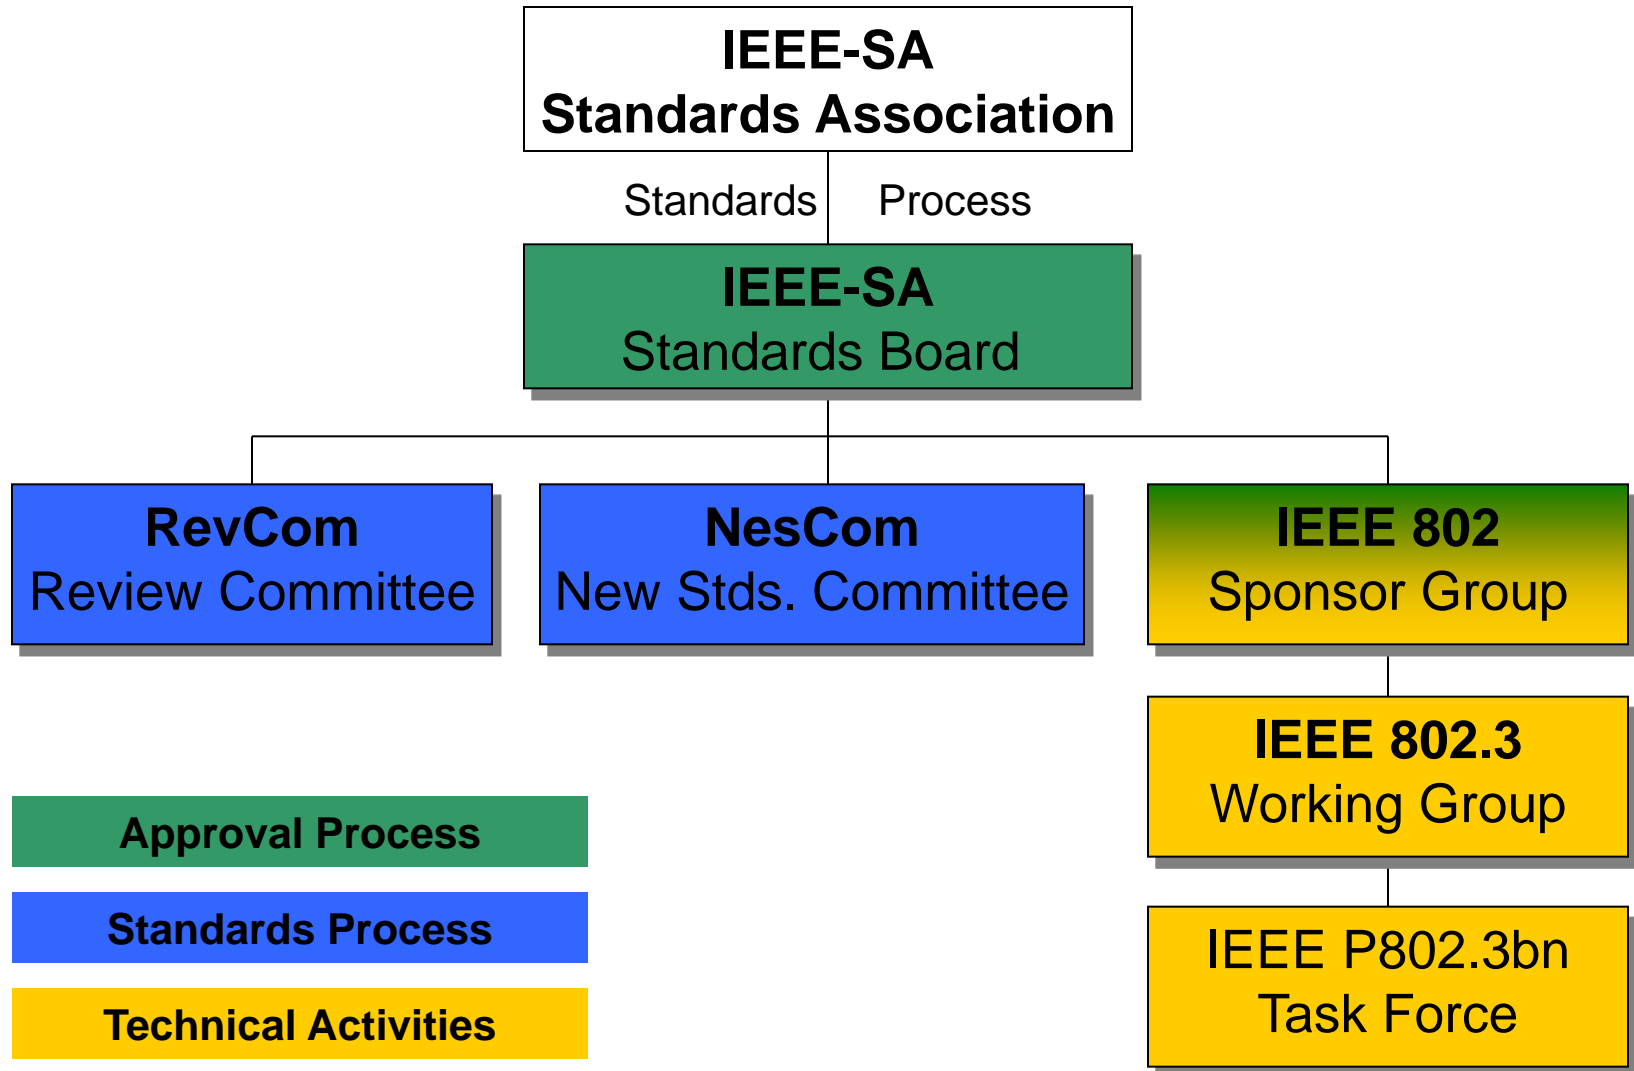 IEEE-SA
Standards Association
Standards Process
IEEE-SA
Standards Board
RevCom
Review Committee
NesCom
New Stds. Committee
IEEE 802
Sponsor Group
IEEE 802.3
Working Group
IEEE P802.3bn
Task Force
Approval Process
Standards Process
Technical Activities